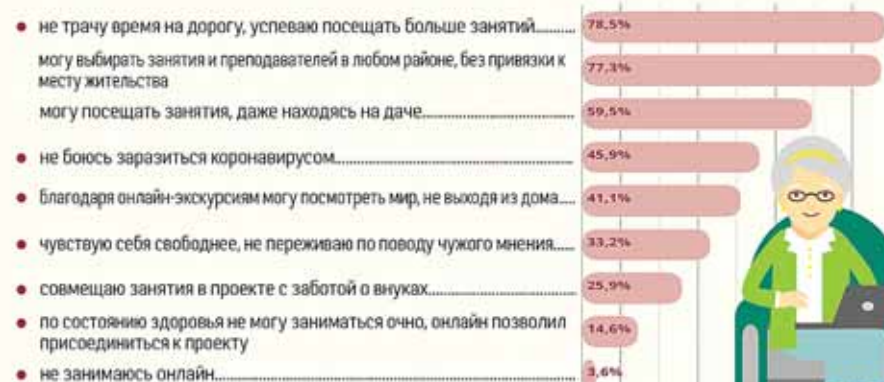 не трачу время на дорогу, успеваю посещать больше занятий 78,5%
могу выбирать занятия и преподавателей в любом районе, без привязки к
месту жительства 77,3%
могу посещать занятия, даже находясь на даче 59,5%
не боюсь заразиться коронавирусом 45,9%
благодаря онлайн-экскурсиям могу посмотреть мир, не выходя из дома 41,1%
чувствую себя свободнее, не переживаю по поводу чужого мнения 33,2%
совмещаю занятия в проекте с заботой о внуках 25,9%
по состоянию здоровья не могу заниматься очно, онлайн позволил
присоединиться к проекту 14,6%
не занимаюсь онлайн 3,6%